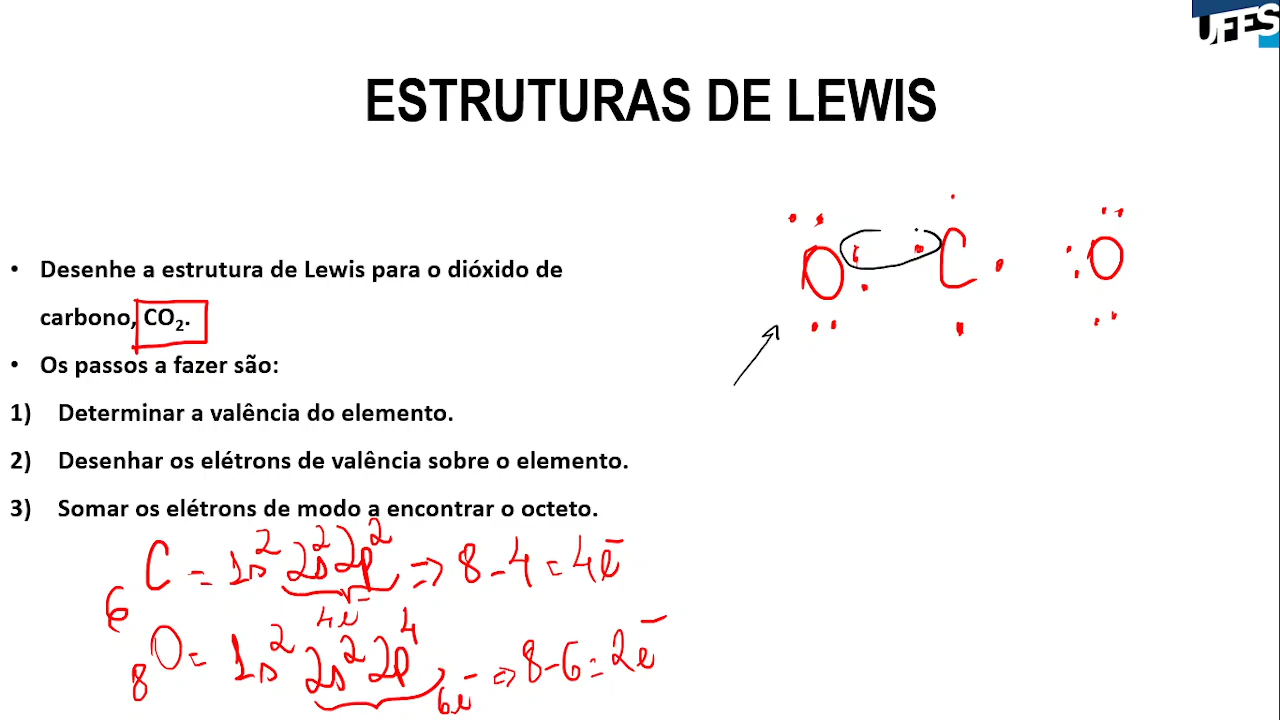 UFES
ESTRUTURAS DE LEWIS
• Desenhe a estrutura de Lewis para o dióxido de
carbono, CO₂.
• Os passos a fazer são:
1) Determinar a valência do elemento.
2) Desenhar os elétrons de valência sobre o elemento.
3) Somar os elétrons de modo a encontrar o octeto.
O C O
₆C = 1s² 2s² 2p² => 8 - 4 = 4e⁻
4e⁻
₈O = 1s² 2s² 2p⁴ => 8 - 6 = 2e⁻
6e⁻